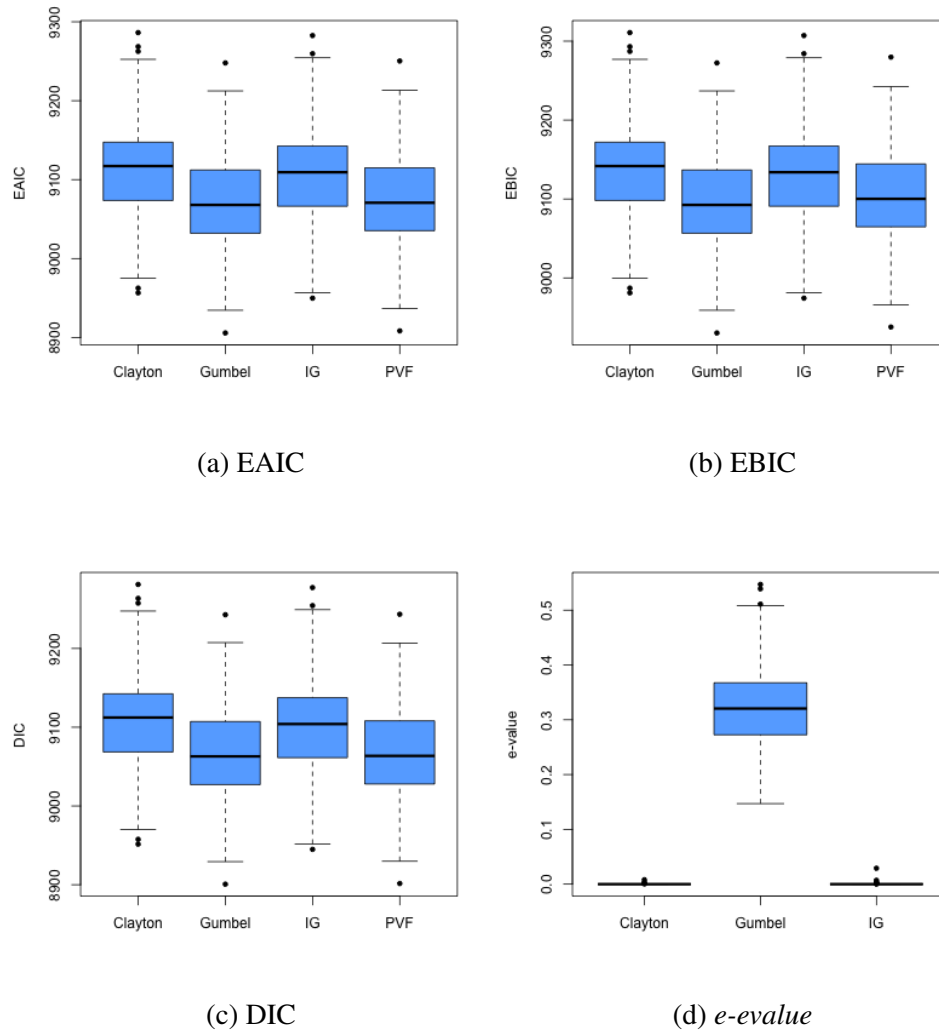 EAIC
9300
9200
9100
9000
8900
Clayton Gumbel IG PVF
(a) EAIC
EBIC
9300
9200
9100
9000
Clayton Gumbel IG PVF
(b) EBIC
DIC
9200
9100
9000
8900
Clayton Gumbel IG PVF
(c) DIC
e-value
0.5
0.4
0.3
0.2
0.1
0.0
Clayton Gumbel IG
(d) e-evalue